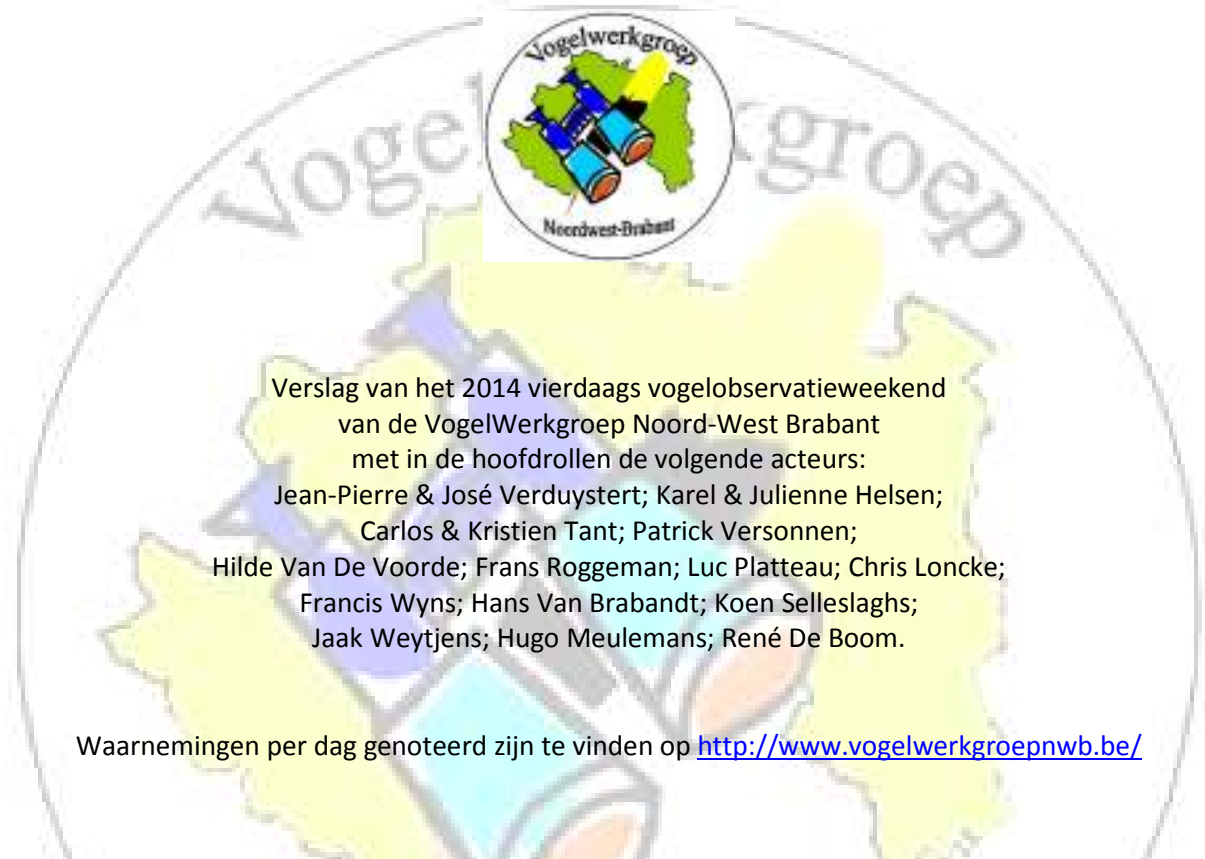 Vogelwerkgroep
Noordwest-Brabant
Vogelwerkgroep
Verslag van het 2014 vierdaags vogelobservatieweekend
van de VogelWerkgroep Noord-West Brabant
met in de hoofdrollen de volgende acteurs:
Jean-Pierre & José Verduystert; Karel & Julienne Helsen;
Carlos & Kristien Tant; Patrick Versonnen;
Hilde Van De Voorde; Frans Roggeman; Luc Platteau; Chris Loncke;
Francis Wyns; Hans Van Brabandt; Koen Selleslaghs;
Jaak Weytjens; Hugo Meulemans; René De Boom.
Waarnemingen per dag genoteerd zijn te vinden op http://www.vogelwerkgroepnwb.be/